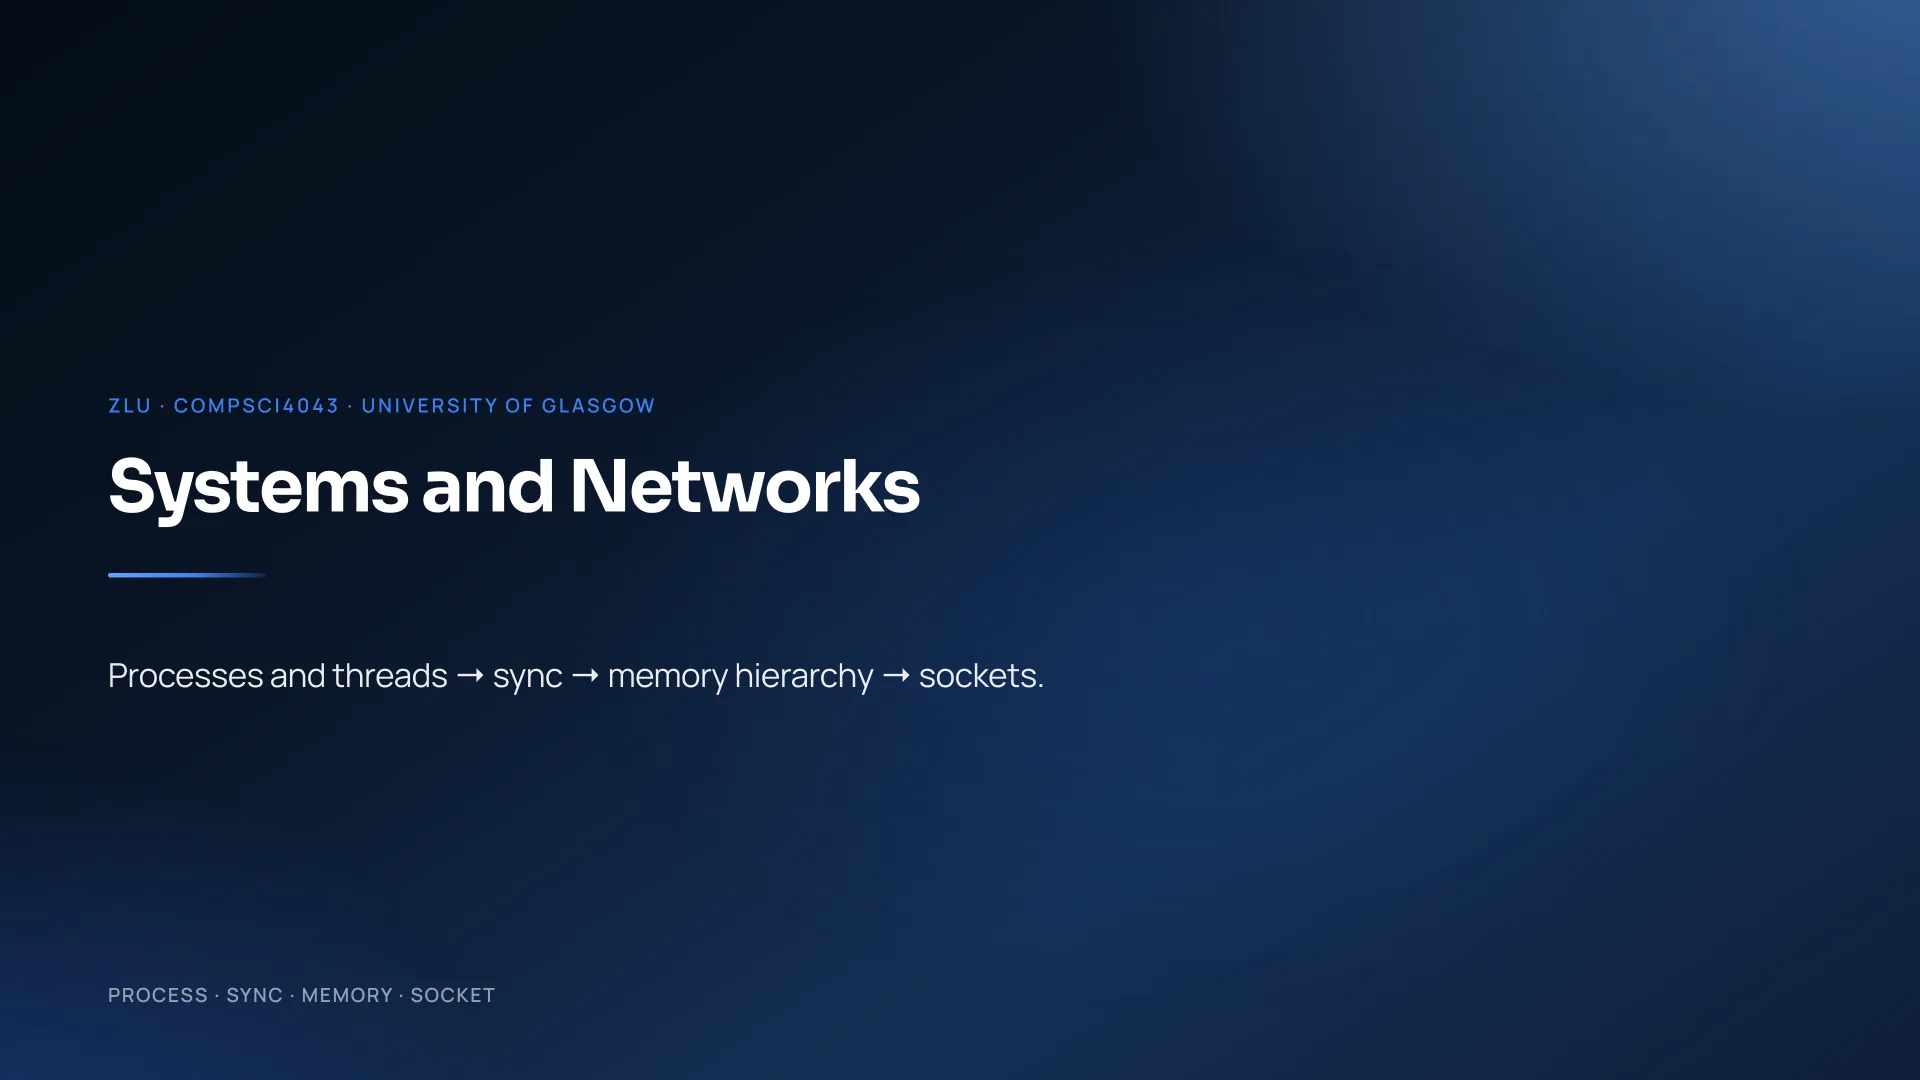 ZLU · COMPSCI4043 · UNIVERSITY OF GLASGOW
Systems and Networks
Processes and threads → sync → memory hierarchy → sockets.
PROCESS · SYNC · MEMORY · SOCKET